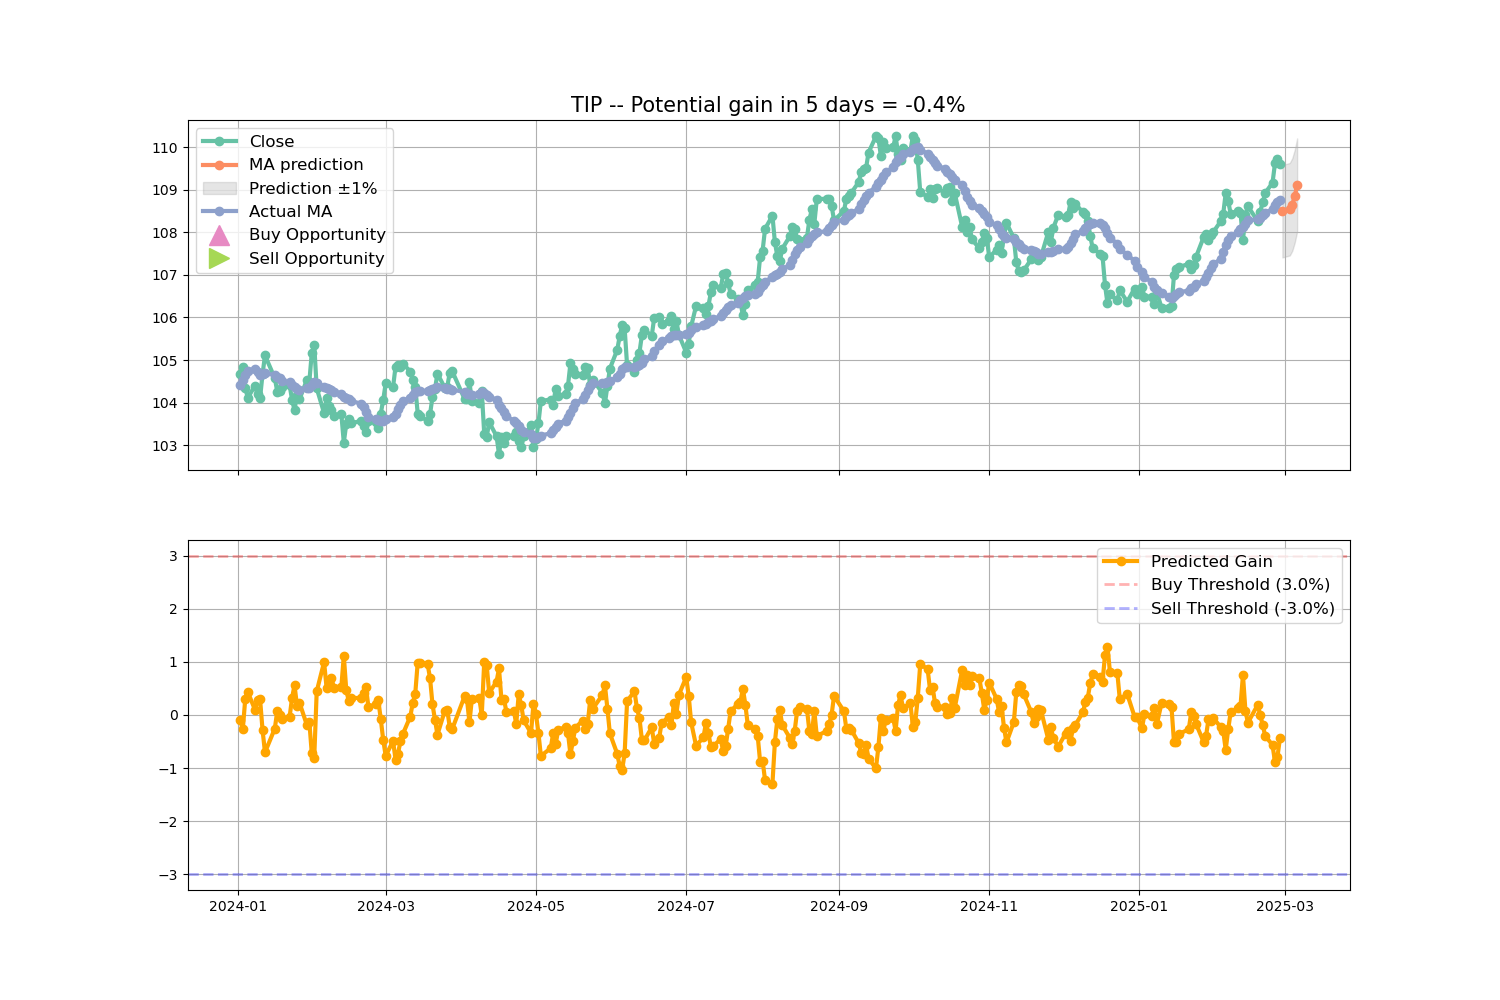 TIP -- Potential gain in 5 days = -0.4%
Close
MA prediction
Prediction ±1%
Actual MA
Buy Opportunity
Sell Opportunity
110
109
108
107
106
105
104
103
Predicted Gain
Buy Threshold (3.0%)
Sell Threshold (-3.0%)
3
2
1
0
−1
−2
−3
2024-01 2024-03 2024-05 2024-07 2024-09 2024-11 2025-01 2025-03